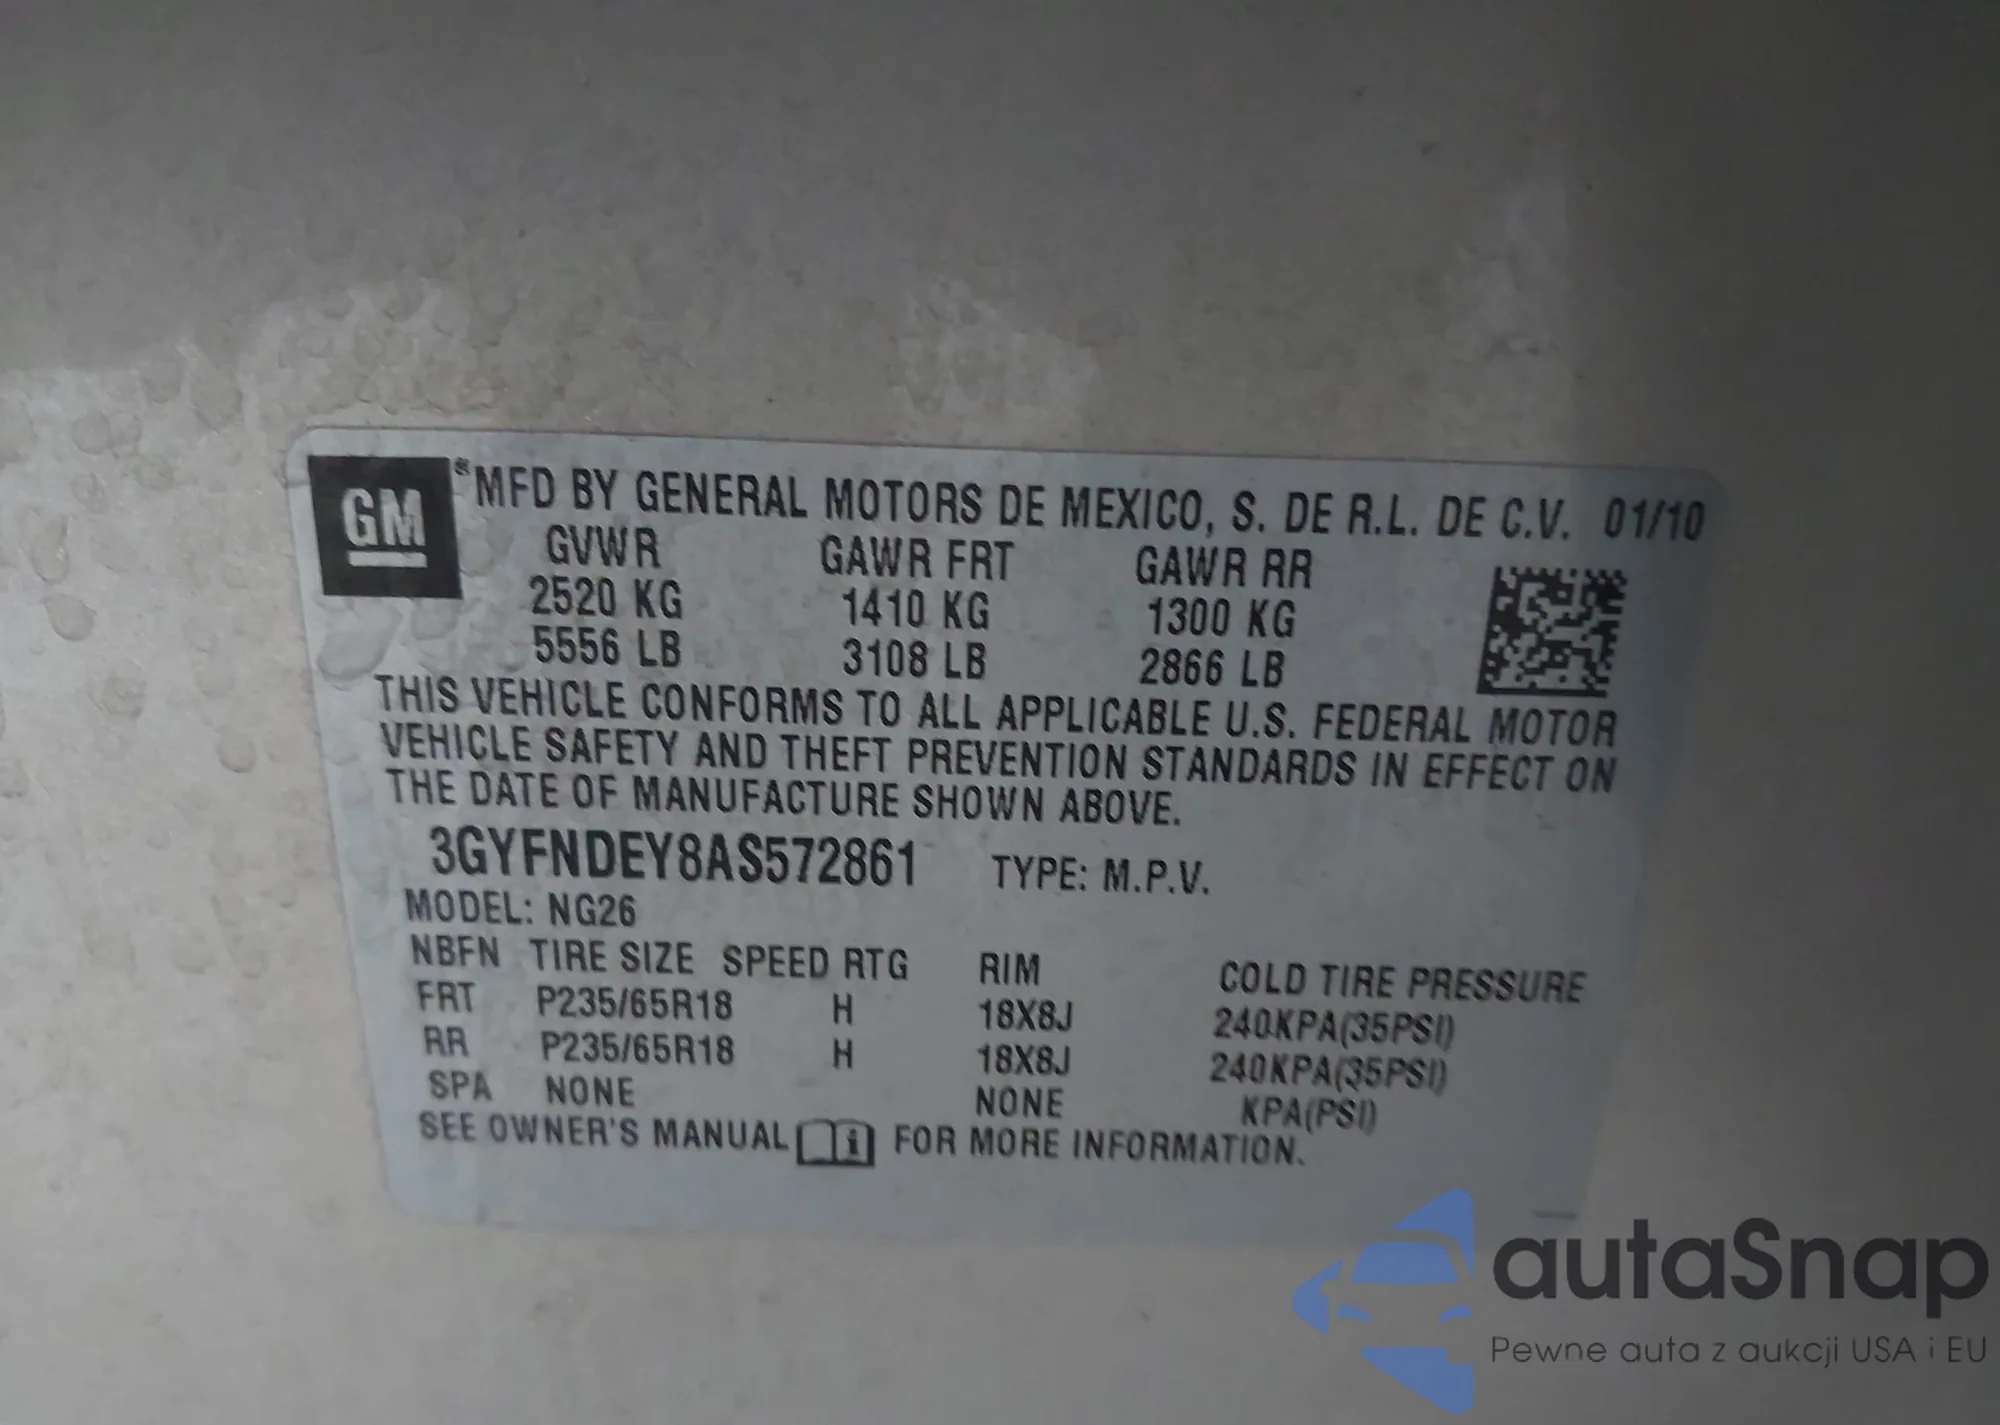 GM
®MFD BY GENERAL MOTORS DE MEXICO, S. DE R.L. DE C.V. 01/10
GVWR GAWR FRT GAWR RR
2520 KG 1410 KG 1300 KG
5556 LB 3108 LB 2866 LB
THIS VEHICLE CONFORMS TO ALL APPLICABLE U.S. FEDERAL MOTOR
VEHICLE SAFETY AND THEFT PREVENTION STANDARDS IN EFFECT ON
THE DATE OF MANUFACTURE SHOWN ABOVE.
3GYFNDEY8AS572861 TYPE: M.P.V.
MODEL: NG26
NBFN TIRE SIZE SPEED RTG RIM COLD TIRE PRESSURE
FRT P235/65R18 H 18X8J 240KPA(35PSI)
RR P235/65R18 H 18X8J 240KPA(35PSI)
SPA NONE NONE KPA(PSI)
SEE OWNER'S MANUAL i FOR MORE INFORMATION.
autaSnap
Pewne auta z aukcji USA i EU